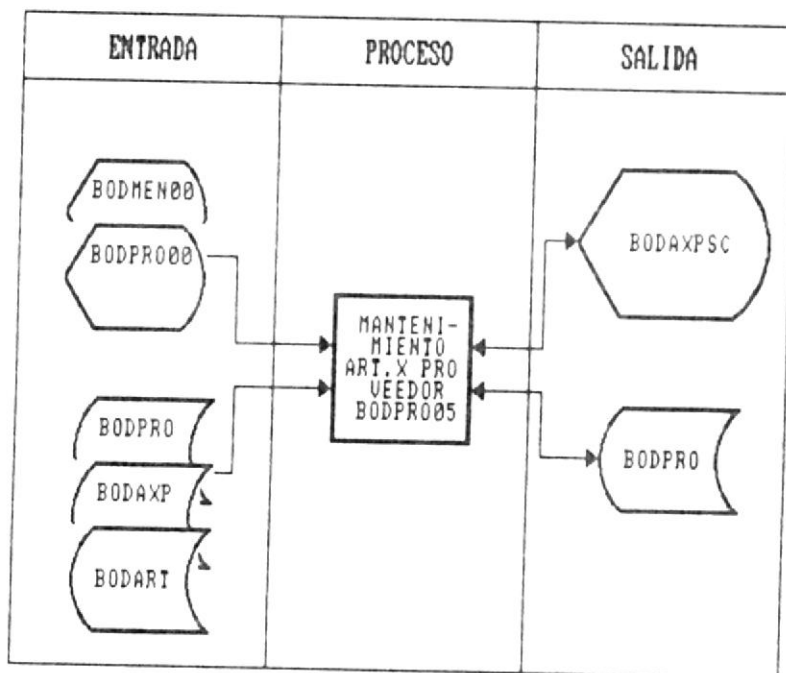 ENTRADA
PROCESO
SALIDA
BODMEN00
BODPRO00
BODPRO
BODAXP
BODART
MANTENI-
MIENTO
ART.X PRO
VEEDOR
BODPRO05
BODAXPSC
BODPRO